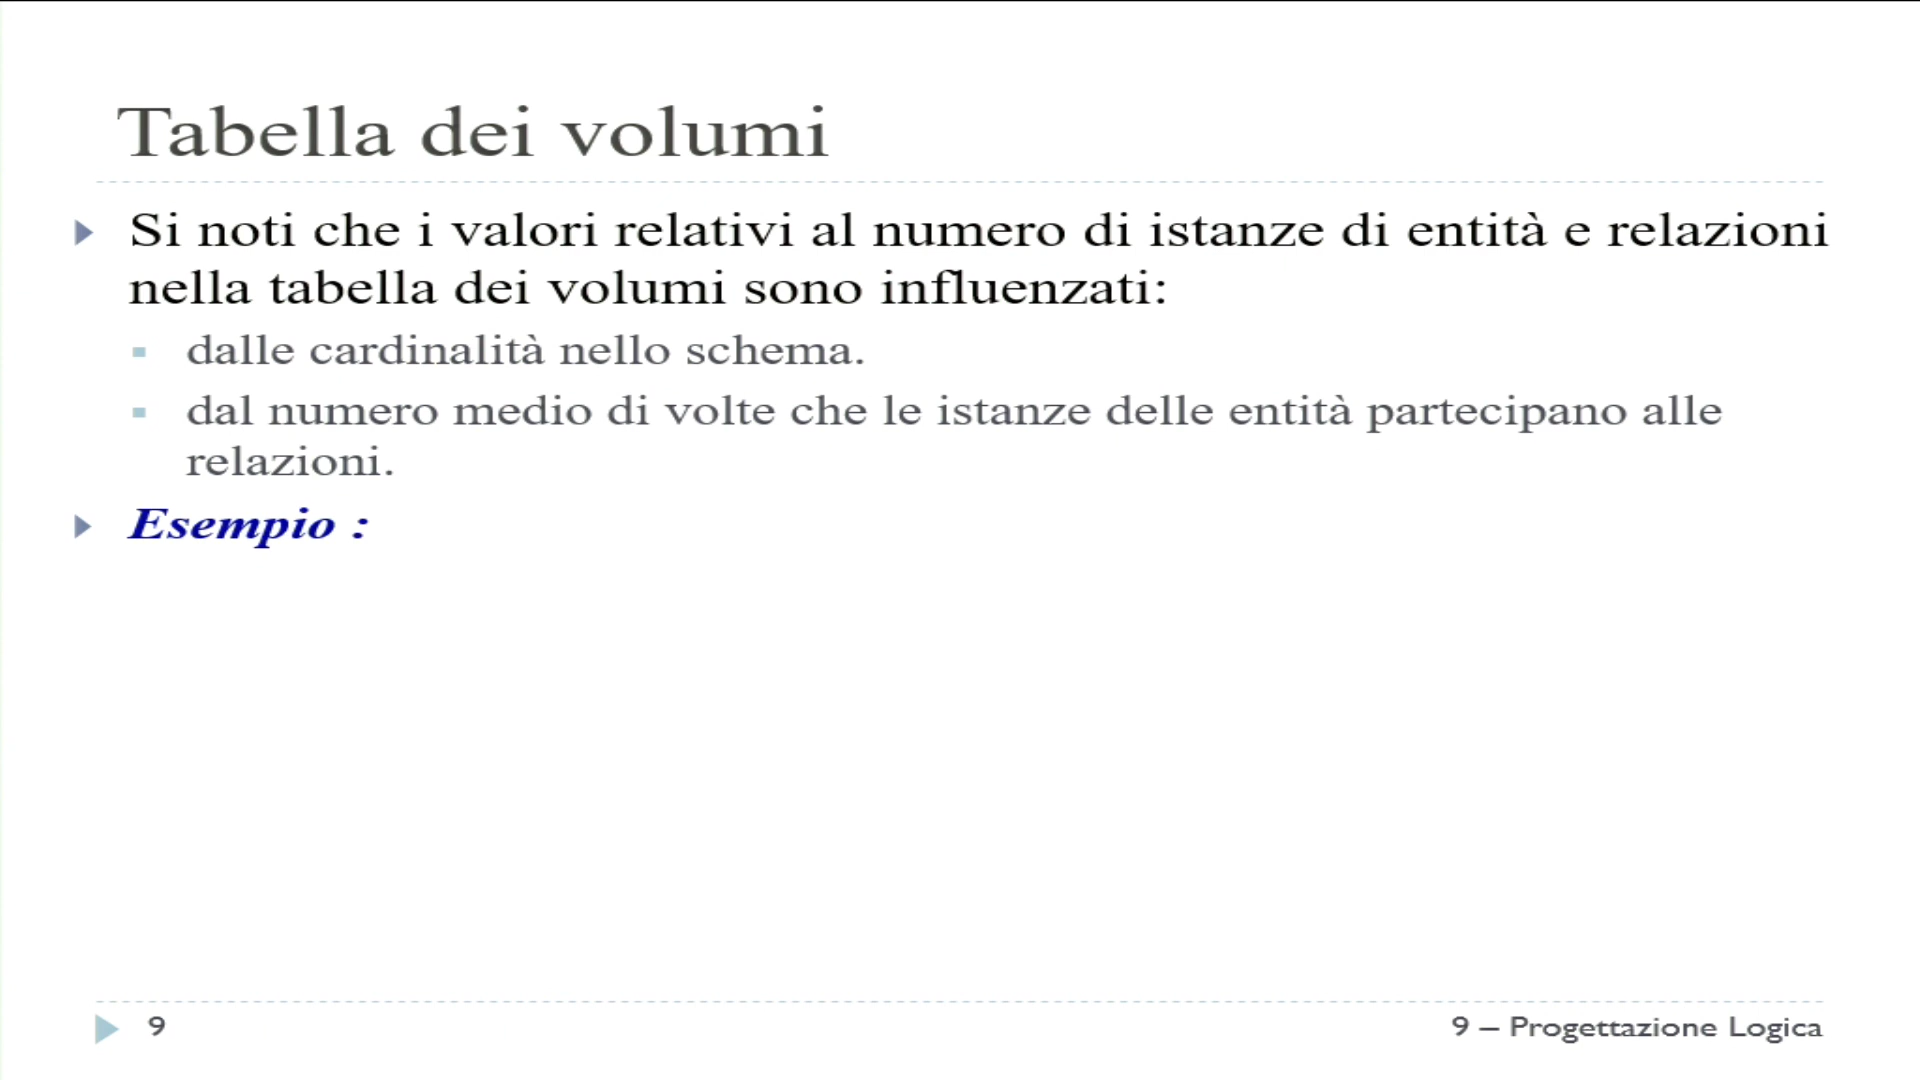 Tabella dei volumi
Si noti che i valori relativi al numero di istanze di entità e relazioni
nella tabella dei volumi sono influenzati:
dalle cardinalità nello schema.
dal numero medio di volte che le istanze delle entità partecipano alle
relazioni.
Esempio :
9
9 – Progettazione Logica